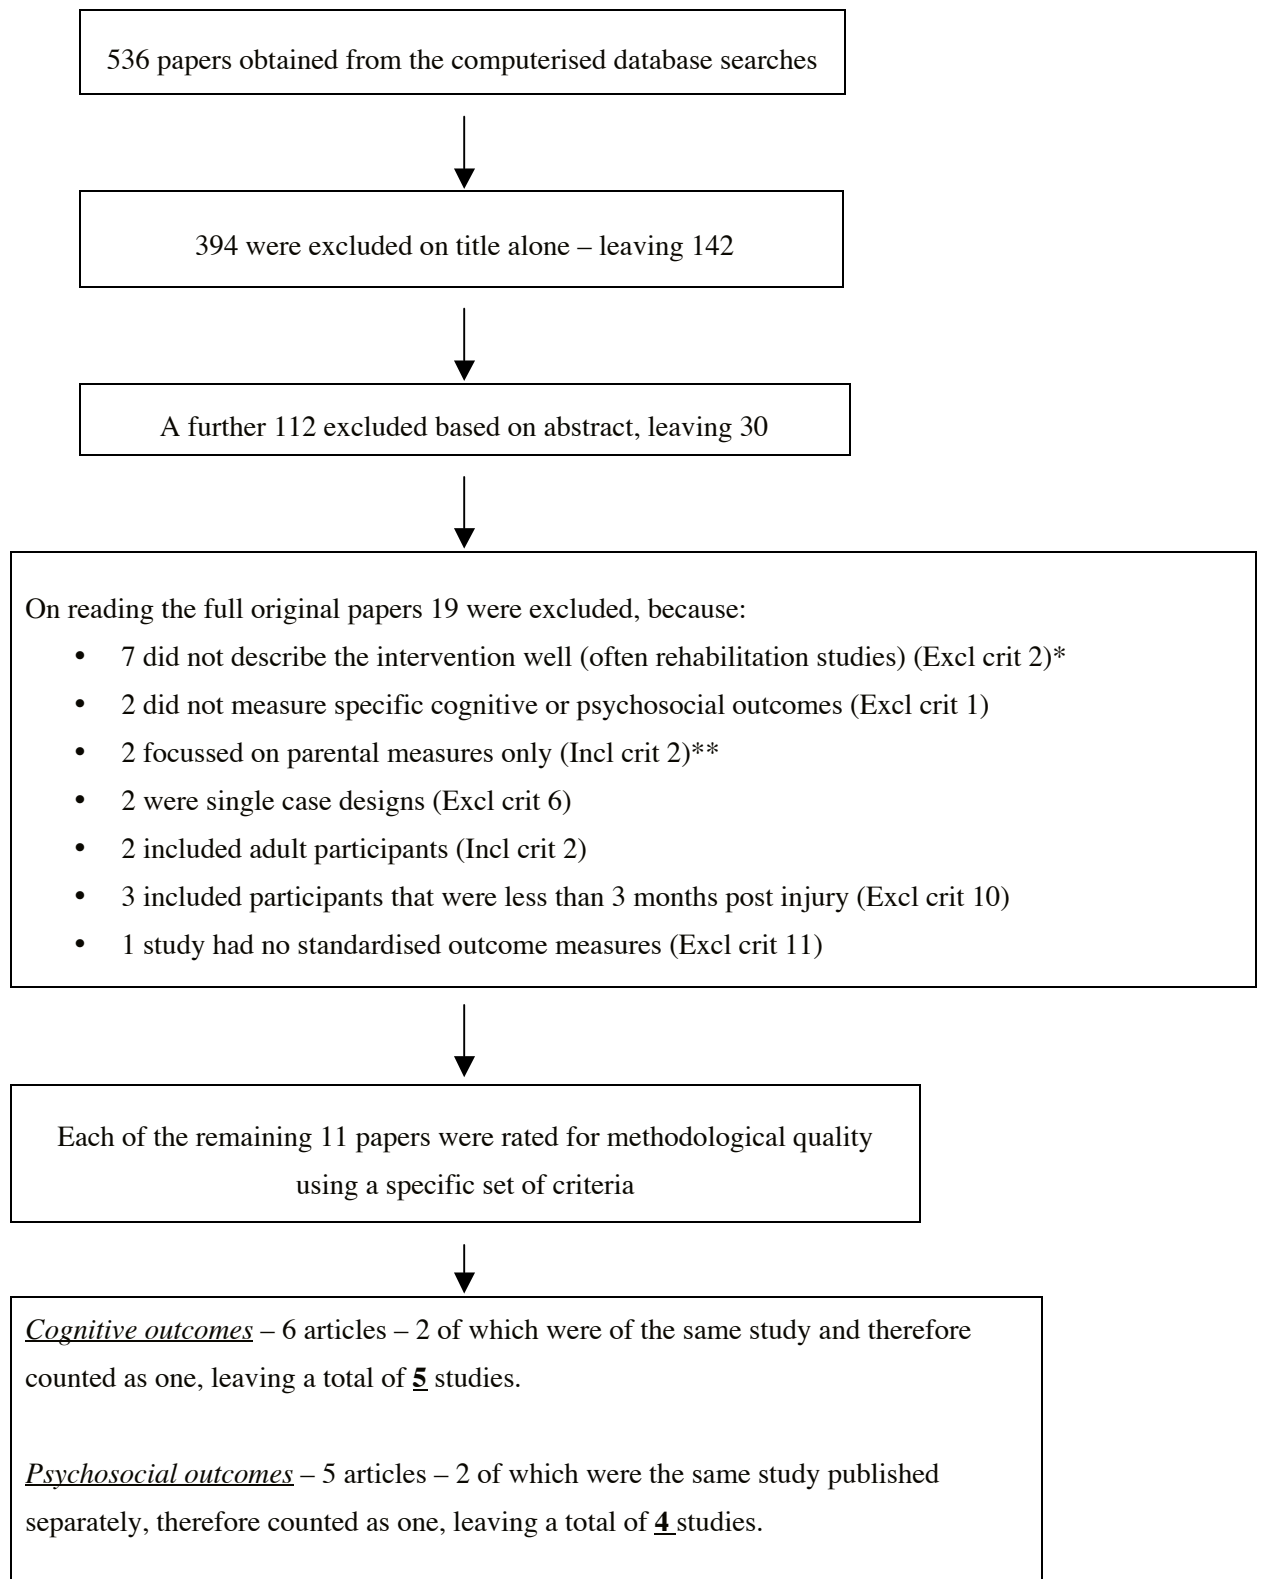 536 papers obtained from the computerised database searches
394 were excluded on title alone – leaving 142
A further 112 excluded based on abstract, leaving 30
On reading the full original papers 19 were excluded, because:
• 7 did not describe the intervention well (often rehabilitation studies) (Excl crit 2)*
• 2 did not measure specific cognitive or psychosocial outcomes (Excl crit 1)
• 2 focussed on parental measures only (Incl crit 2)**
• 2 were single case designs (Excl crit 6)
• 2 included adult participants (Incl crit 2)
• 3 included participants that were less than 3 months post injury (Excl crit 10)
• 1 study had no standardised outcome measures (Excl crit 11)
Each of the remaining 11 papers were rated for methodological quality
using a specific set of criteria
Cognitive outcomes – 6 articles – 2 of which were of the same study and therefore
counted as one, leaving a total of 5 studies.
Psychosocial outcomes – 5 articles – 2 of which were the same study published
separately, therefore counted as one, leaving a total of 4 studies.